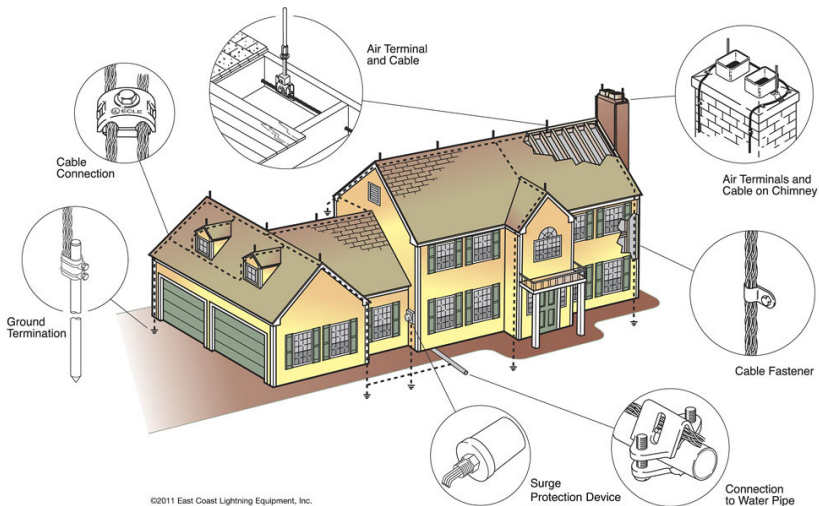 Air Terminal
and Cable
ECLE
Cable
Connection
Air Terminals and
Cable on Chimney
Ground
Termination
Cable Fastener
Surge
Protection Device
Connection
to Water Pipe
©2011 East Coast Lightning Equipment, Inc.